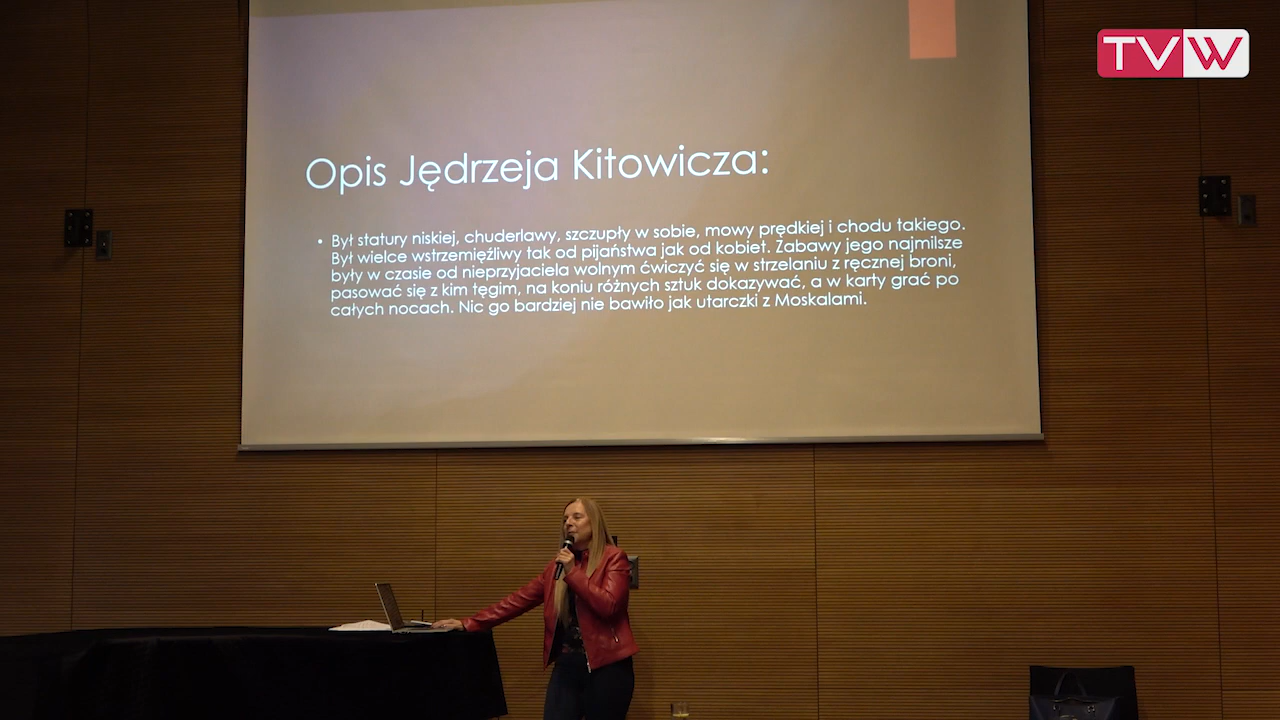 TVW
Opis Jędrzeja Kitowicza:
• Był statury niskiej, chuderlawy, szczupły w sobie, mowy prędkiej i chodu takiego.
Był wielce wstrzemięźliwy tak od pijaństwa jak od kobiet. Zabawy jego najmilsze
były w czasie od nieprzyjaciela wolnym ćwiczyć się w strzelaniu z ręcznej broni,
pasować się z kim tęgim, na koniu różnych sztuk dokazywać, a w karty grać po
całych nocach. Nic go bardziej nie bawiło jak utarczki z Moskalami.